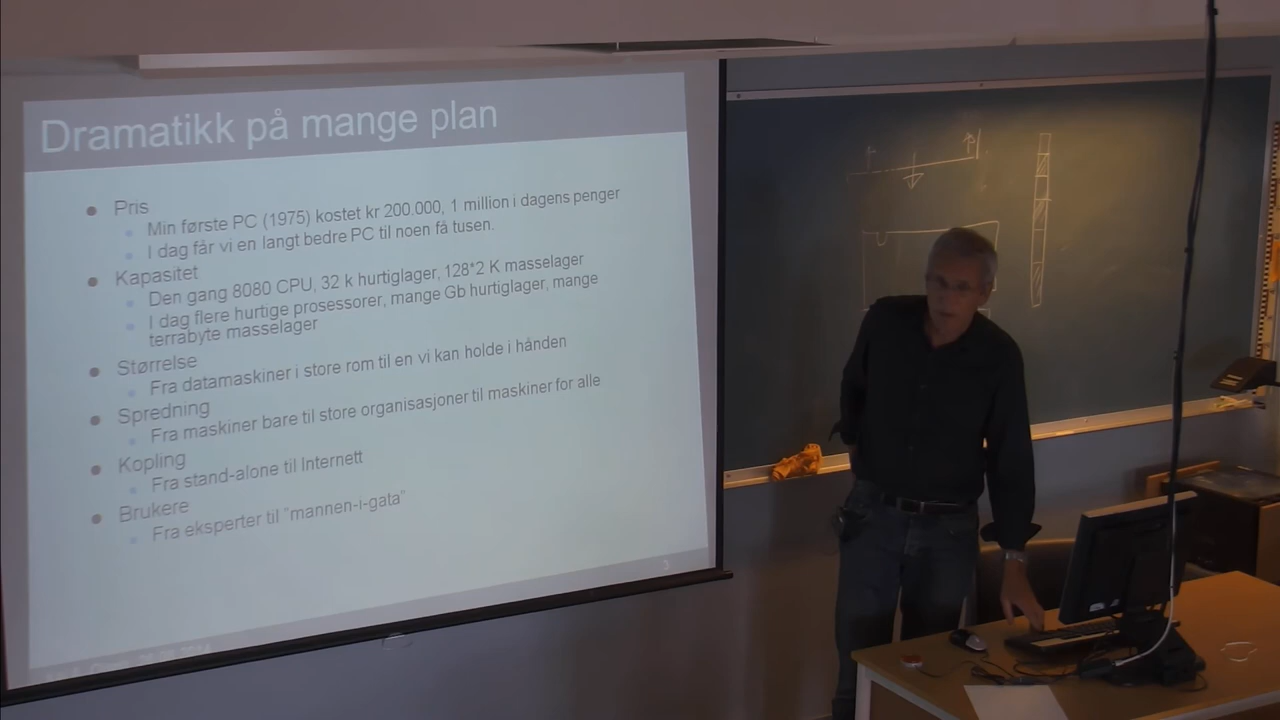 Dramatikk på mange plan
Pris
Min første PC (1975) kostet kr 200.000, 1 million i dagens penger
I dag får vi en langt bedre PC til noen få tusen.
Kapasitet
Den gang 8080 CPU, 32 k hurtiglager, 128*2 K masselager
I dag flere hurtige prosessorer, mange Gb hurtiglager, mange
terrabyte masselager
Størrelse
Fra datamaskiner i store rom til en vi kan holde i hånden
Spredning
Fra maskiner bare til store organisasjoner til maskiner for alle
Kopling
Fra stand-alone til Internett
Brukere
Fra eksperter til "mannen-i-gata"
3